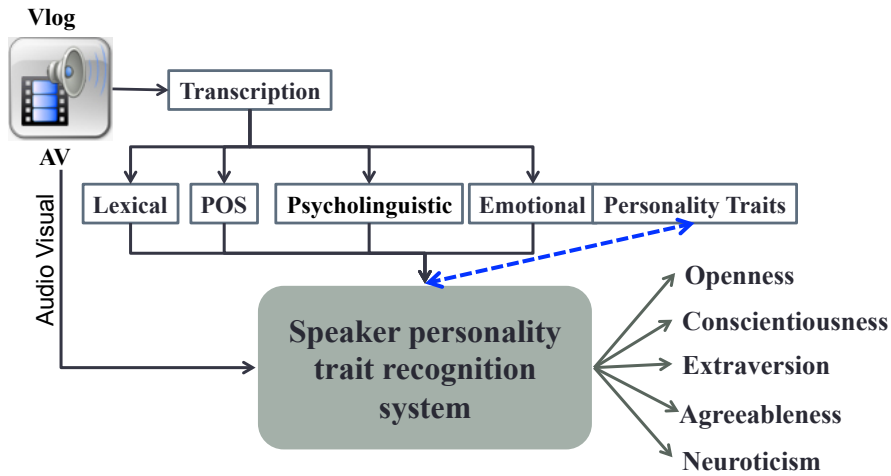 Vlog
Transcription
AV
Audio Visual
Lexical
POS
Psycholinguistic
Emotional
Personality Traits
Speaker personality
trait recognition
system
Openness
Conscientiousness
Extraversion
Agreeableness
Neuroticism